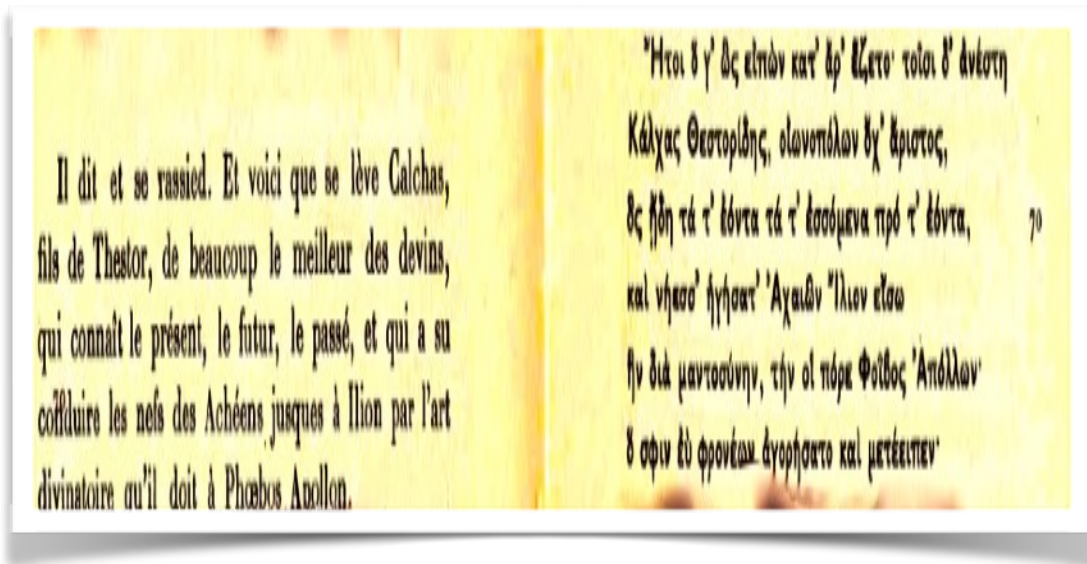 Il dit et se rassied. Et voici que se lève Calchas,
fils de Thestor, de beaucoup le meilleur des devins,
qui connaît le présent, le futur, le passé, et qui a su
conduire les nefs des Achéens jusques à Ilion par l'art
divinatoire qu'il doit à Phœbus Apollon.
Ἤτοι ὅ γ' ὣς εἰπὼν κατ' ἄρ' ἕζετο· τοῖσι δ' ἀνέστη
Κάλχας Θεστορίδης, οἰωνοπόλων ὄχ' ἄριστος,
ὃς ᾔδη τά τ' ἐόντα τά τ' ἐσσόμενα πρό τ' ἐόντα, 70
καὶ νήεσσ' ἡγήσατ' Ἀχαιῶν Ἴλιον εἴσω
ἣν διὰ μαντοσύνην, τήν οἱ πόρε Φοῖβος Ἀπόλλων·
ὅ σφιν ἐὺ φρονέων ἀγορήσατο καὶ μετέειπεν·